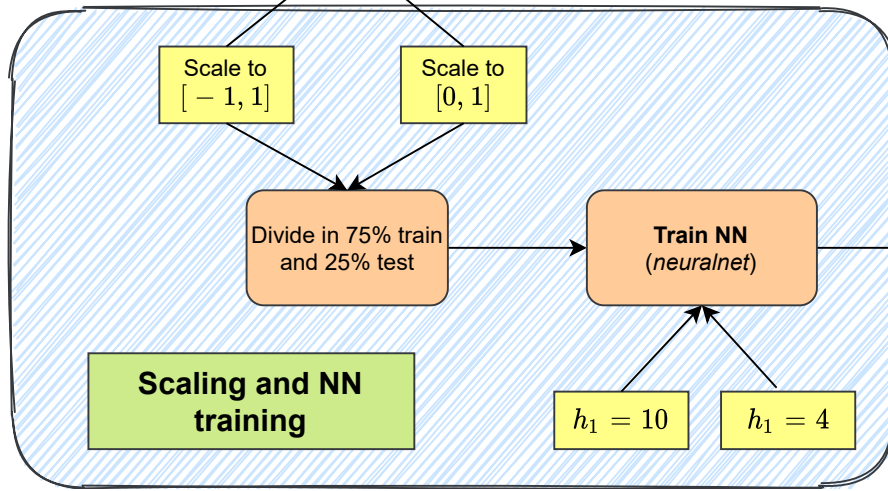 Scale to
[ − 1, 1]
Scale to
[0, 1]
Divide in 75% train
and 25% test
Train NN
(neuralnet)
Scaling and NN
training
h₁ = 10
h₁ = 4